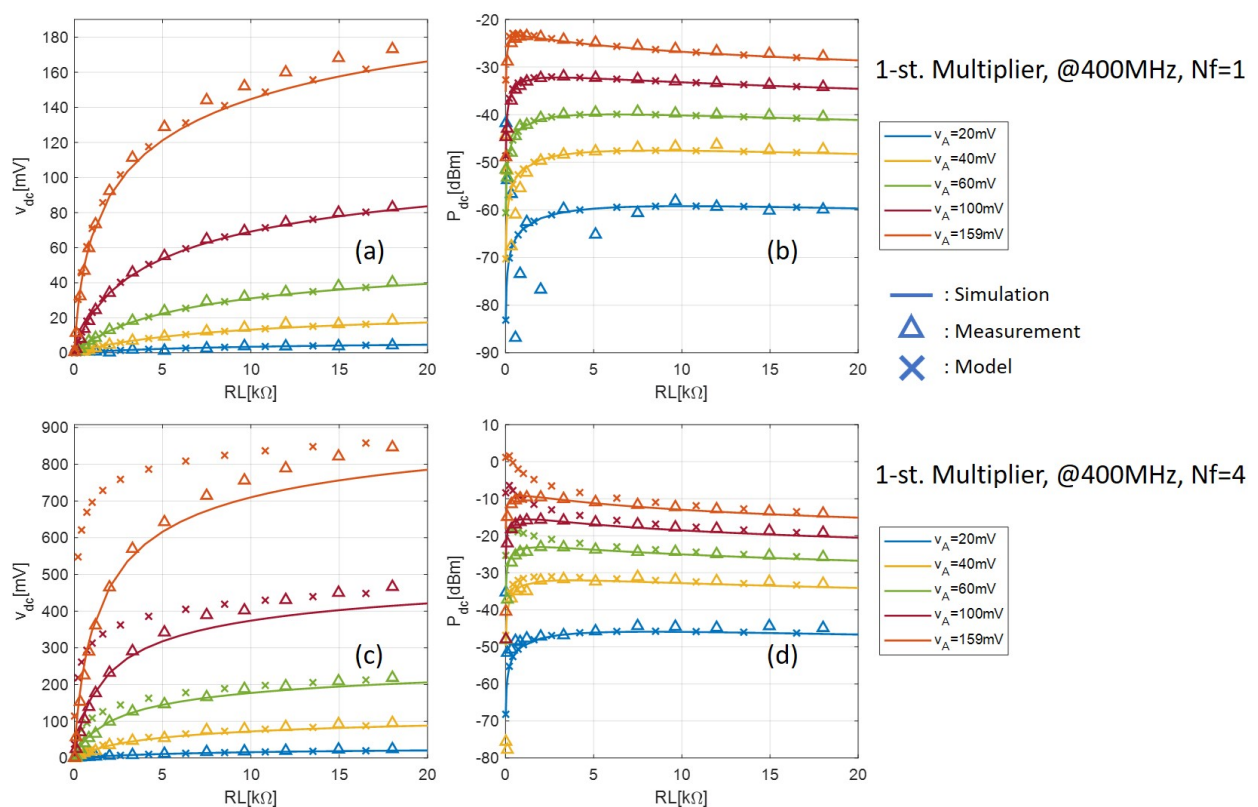 180
160
140
120
100
80
60
40
20
0
v_dc[mV]
0 5 10 15 20
RL[kΩ]
(a)
-20
-30
-40
-50
-60
-70
-80
-90
P_dc[dBm]
0 5 10 15 20
RL[kΩ]
(b)
1-st. Multiplier, @400MHz, Nf=1
v_A=20mV
v_A=40mV
v_A=60mV
v_A=100mV
v_A=159mV
: Simulation
: Measurement
: Model
900
800
700
600
500
400
300
200
100
0
v_dc[mV]
0 5 10 15 20
RL[kΩ]
(c)
10
0
-10
-20
-30
-40
-50
-60
-70
-80
P_dc[dBm]
0 5 10 15 20
RL[kΩ]
(d)
1-st. Multiplier, @400MHz, Nf=4
v_A=20mV
v_A=40mV
v_A=60mV
v_A=100mV
v_A=159mV